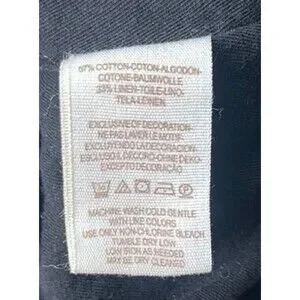 67% COTTON-COTON-ALGODON-
COTONE-BAUMWOLLE
33% LINEN-TOILE-LINO-
TELA-LEINEN
EXCLUSIVE OF DECORATION-
NE PAS LAVER LE MOTIF-
EXCLUYENDO LA DECORACION-
ESCLUSO IL DECORO-OHNE DEKO-
EXCEPTO DECORAÇÃO
MACHINE WASH COLD GENTLE
WITH LIKE COLORS
USE ONLY NON-CHLORINE BLEACH
TUMBLE DRY LOW
LOW IRON AS NEEDED
MAY BE DRY CLEANED